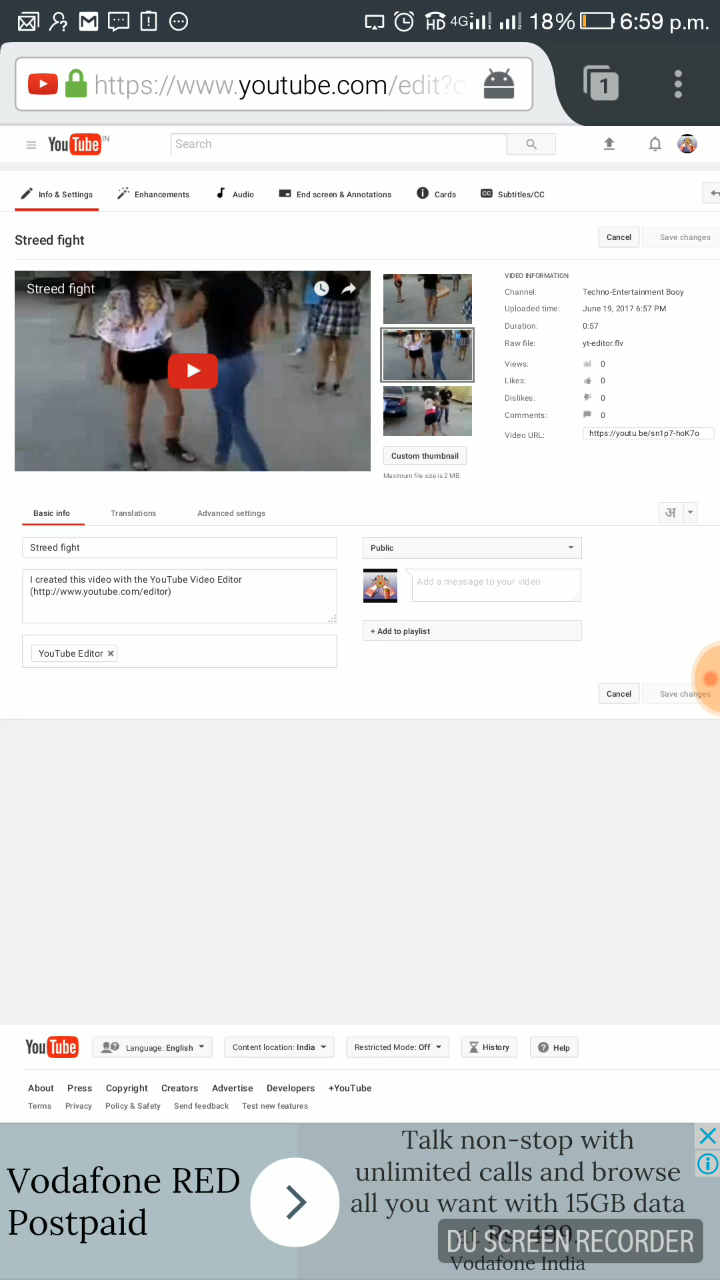 4G 18% 6:59 p.m.
https://www.youtube.com/edit?o
1
YouTube IN
Search
Info & Settings
Enhancements
Audio
End screen & Annotations
Cards
CC Subtitles/CC
Streed fight
Cancel
Save changes
Streed fight
Custom thumbnail
Maximum file size is 2 MB.
VIDEO INFORMATION
Channel: Techno-Entertainment Booy
Uploaded time: June 19, 2017 6:57 PM
Duration: 0:57
Raw file: yt-editor.flv
Views: 0
Likes: 0
Dislikes: 0
Comments: 0
Video URL: https://youtu.be/sn1p7-hoK7o
Basic info
Translations
Advanced settings
अ
Streed fight
I created this video with the YouTube Video Editor
(http://www.youtube.com/editor)
YouTube Editor ×
Public
Add a message to your video
+ Add to playlist
Cancel
Save changes
YouTube
Language: English
Content location: India
Restricted Mode: Off
History
Help
About Press Copyright Creators Advertise Developers +YouTube
Terms Privacy Policy & Safety Send feedback Test new features
Vodafone RED
Postpaid
Talk non-stop with
unlimited calls and browse
all you want with 15GB data
at Rs. 499.
Vodafone India
DU SCREEN RECORDER